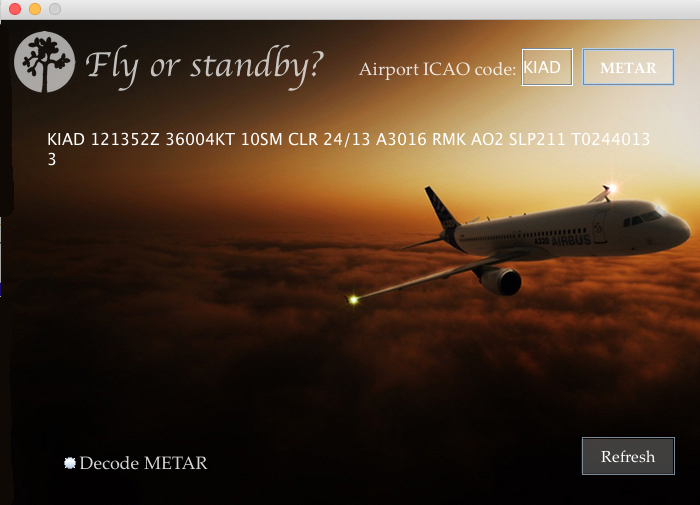 Fly or standby?
Airport ICAO code: KIAD METAR
KIAD 121352Z 36004KT 10SM CLR 24/13 A3016 RMK AO2 SLP211 T0244013
3
A320 AIRBUS
Decode METAR
Refresh